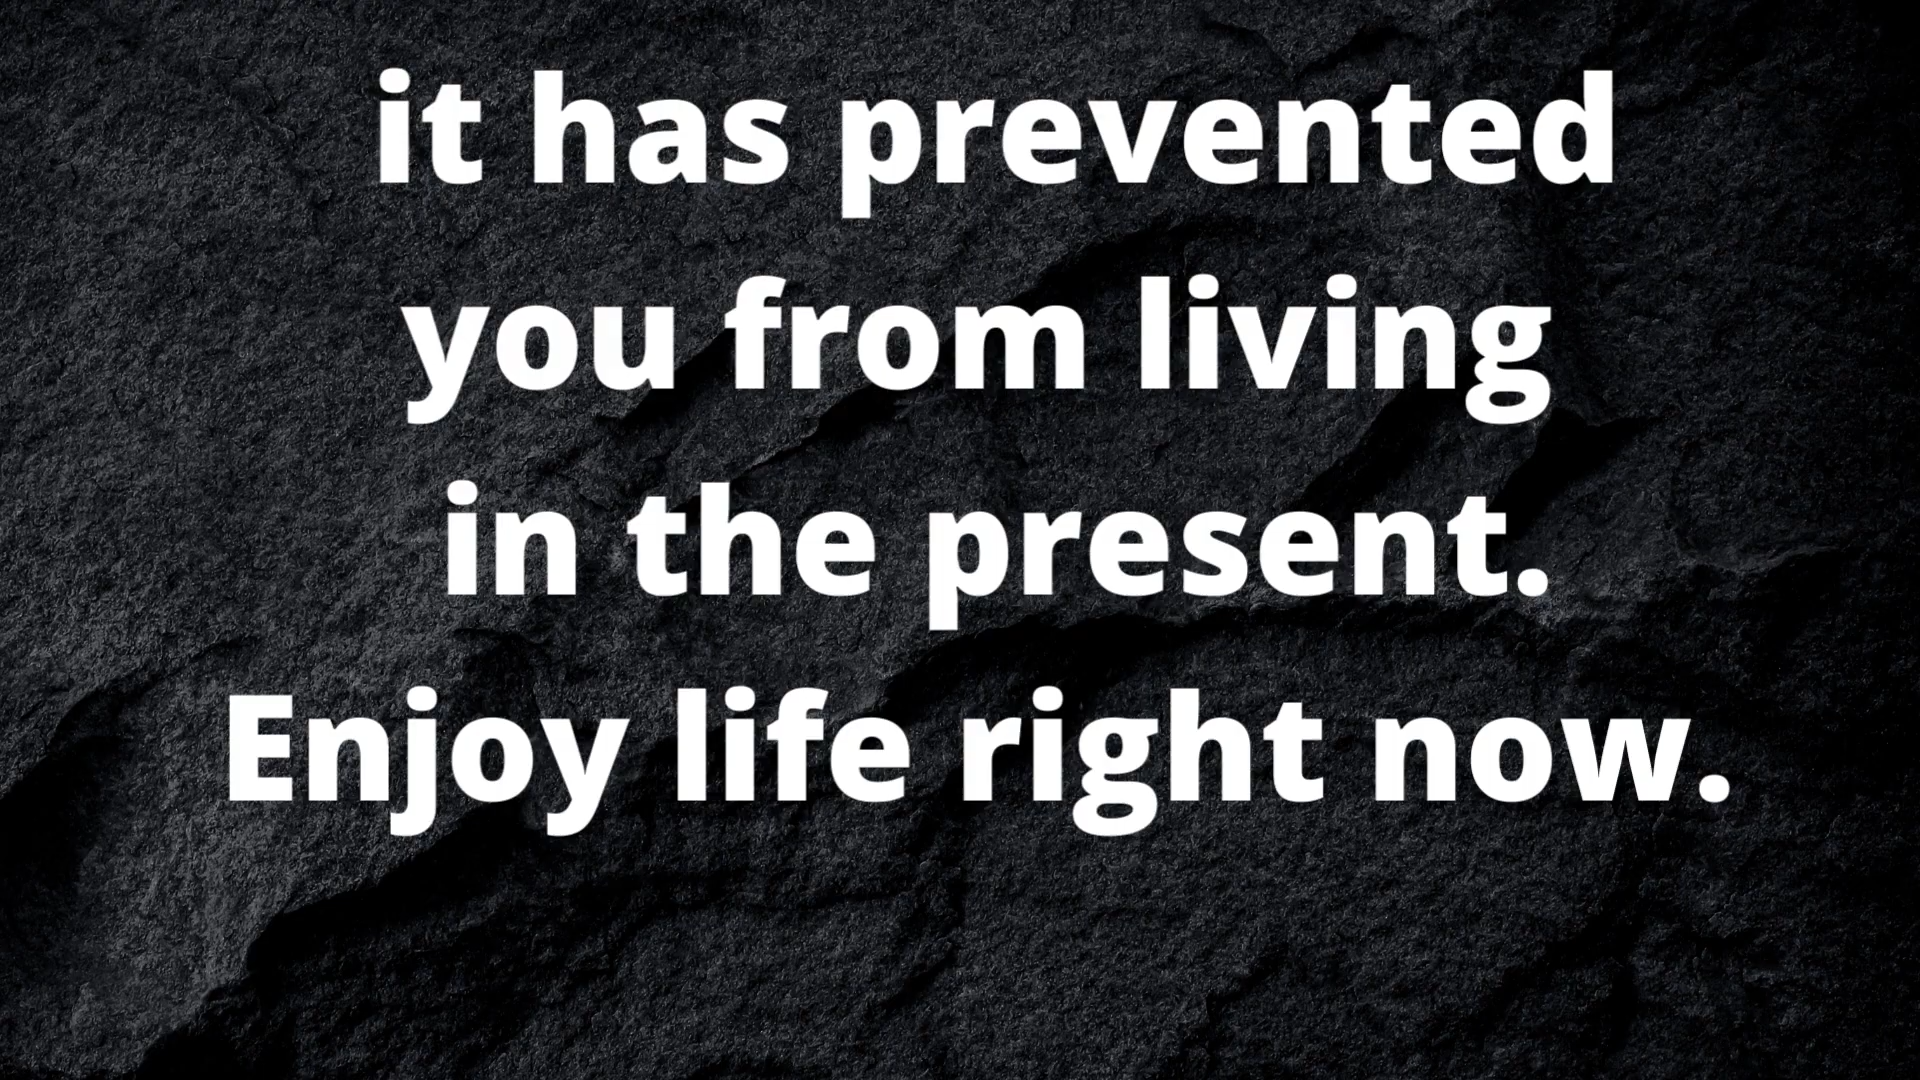 it has prevented
you from living
in the present.
Enjoy life right now.